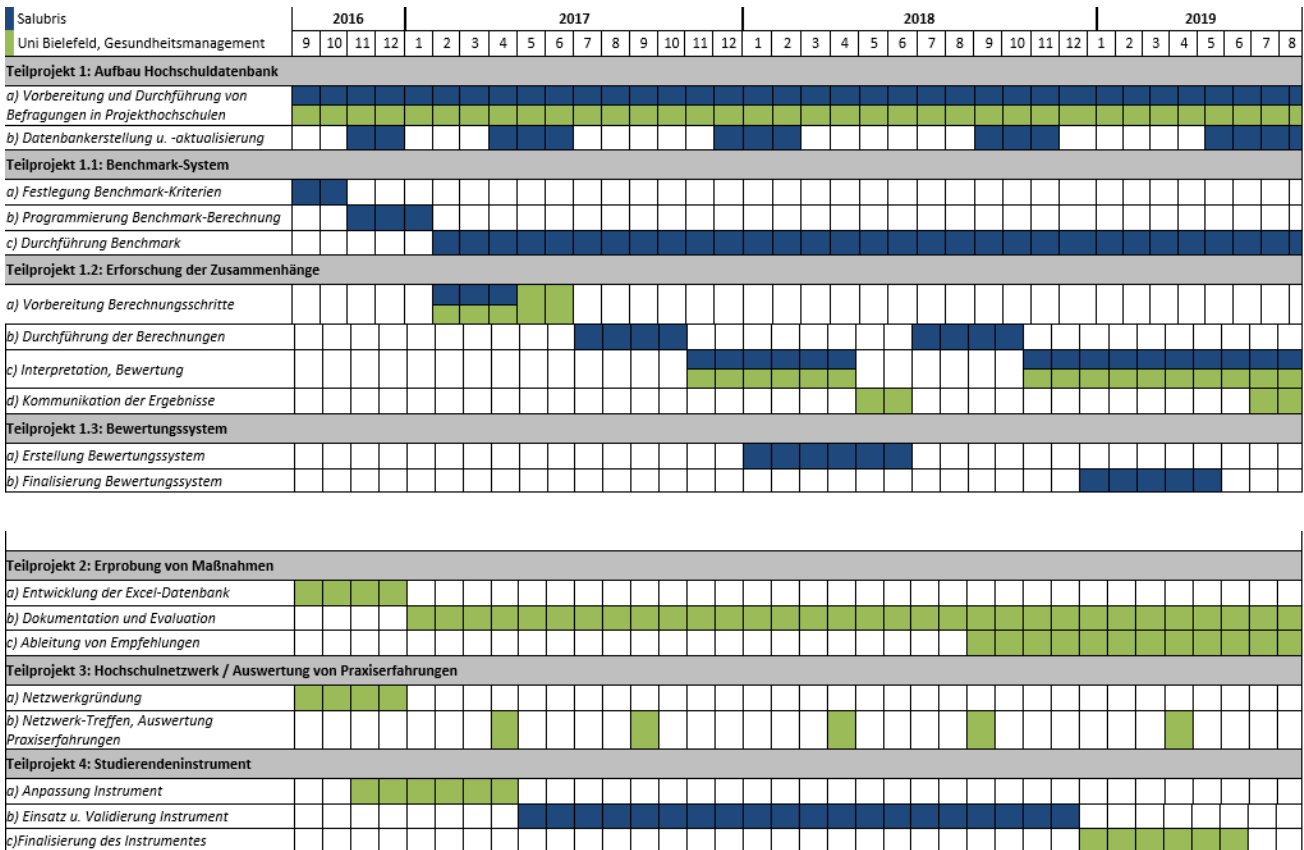 Salubris 2016 2017 2018 2019
Uni Bielefeld, Gesundheitsmanagement 9 10 11 12 1 2 3 4 5 6 7 8 9 10 11 12 1 2 3 4 5 6 7 8 9 10 11 12 1 2 3 4 5 6 7 8
Teilprojekt 1: Aufbau Hochschuldatenbank
a) Vorbereitung und Durchführung von
Befragungen in Projekthochschulen
b) Datenbankerstellung u. -aktualisierung
Teilprojekt 1.1: Benchmark-System
a) Festlegung Benchmark-Kriterien
b) Programmierung Benchmark-Berechnung
c) Durchführung Benchmark
Teilprojekt 1.2: Erforschung der Zusammenhänge
a) Vorbereitung Berechnungsschritte
b) Durchführung der Berechnungen
c) Interpretation, Bewertung
d) Kommunikation der Ergebnisse
Teilprojekt 1.3: Bewertungssystem
a) Erstellung Bewertungssystem
b) Finalisierung Bewertungssystem
Teilprojekt 2: Erprobung von Maßnahmen
a) Entwicklung der Excel-Datenbank
b) Dokumentation und Evaluation
c) Ableitung von Empfehlungen
Teilprojekt 3: Hochschulnetzwerk / Auswertung von Praxiserfahrungen
a) Netzwerkgründung
b) Netzwerk-Treffen, Auswertung
Praxiserfahrungen
Teilprojekt 4: Studierendeninstrument
a) Anpassung Instrument
b) Einsatz u. Validierung Instrument
c)Finalisierung des Instrumentes